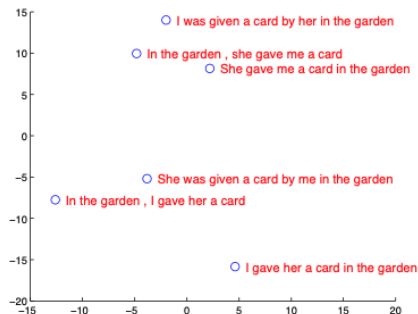 15
I was given a card by her in the garden
10
In the garden , she gave me a card
She gave me a card in the garden
5
0
−5
She was given a card by me in the garden
In the garden , I gave her a card
−10
−15
I gave her a card in the garden
−20
−15 −10 −5 0 5 10 15 20